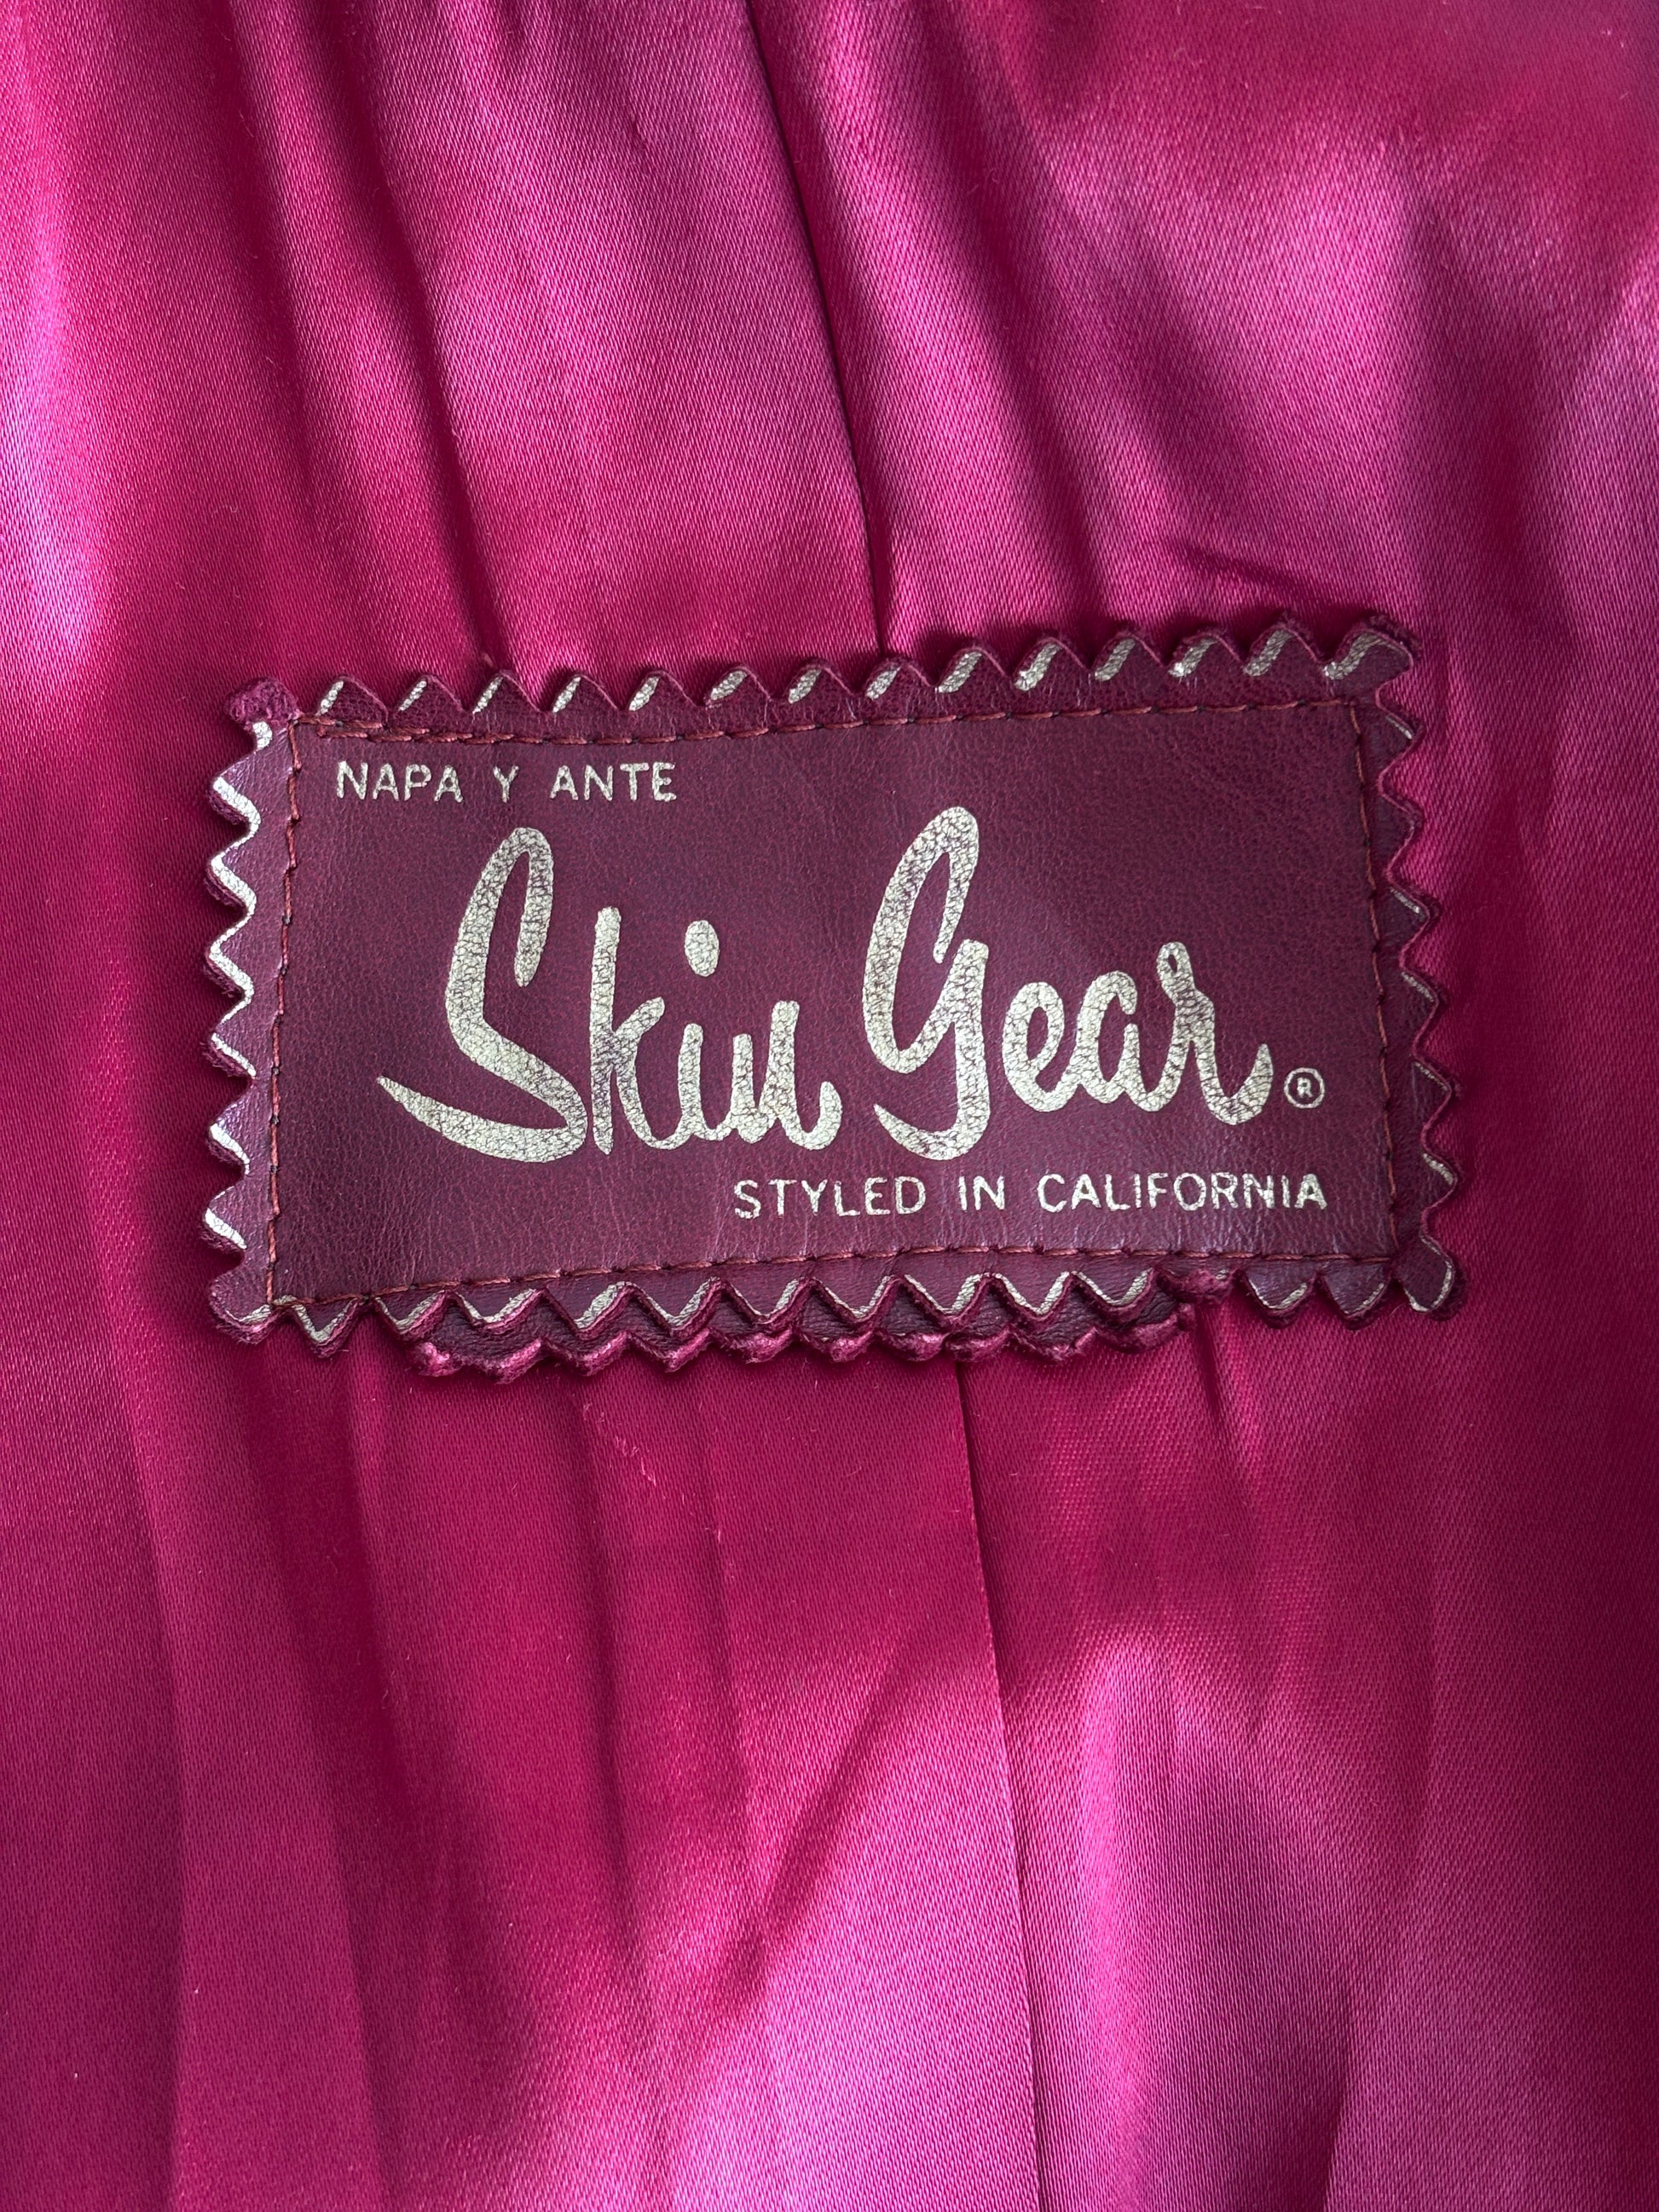 NAPA Y ANTE
Skin Gear®
STYLED IN CALIFORNIA